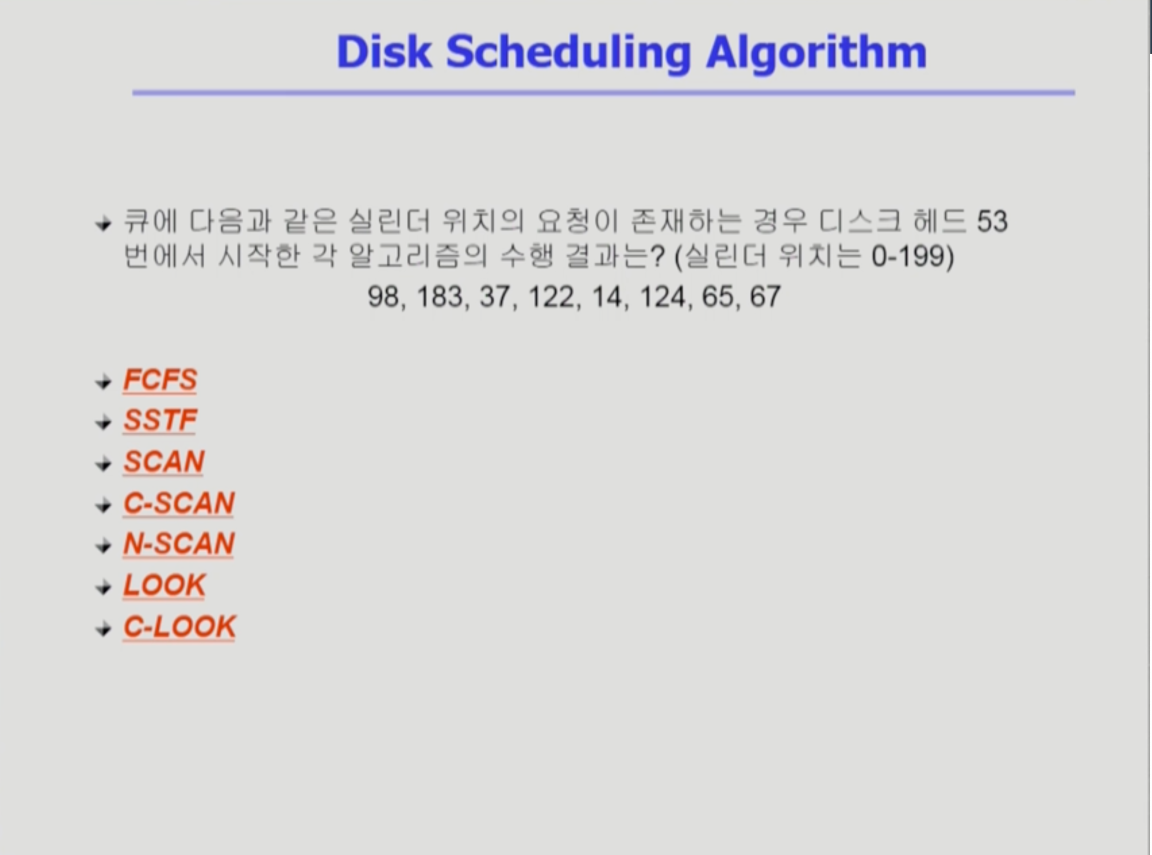 Disk Scheduling Algorithm
큐에 다음과 같은 실린더 위치의 요청이 존재하는 경우 디스크 헤드 53
번에서 시작한 각 알고리즘의 수행 결과는? (실린더 위치는 0-199)
98, 183, 37, 122, 14, 124, 65, 67
FCFS
SSTF
SCAN
C-SCAN
N-SCAN
LOOK
C-LOOK